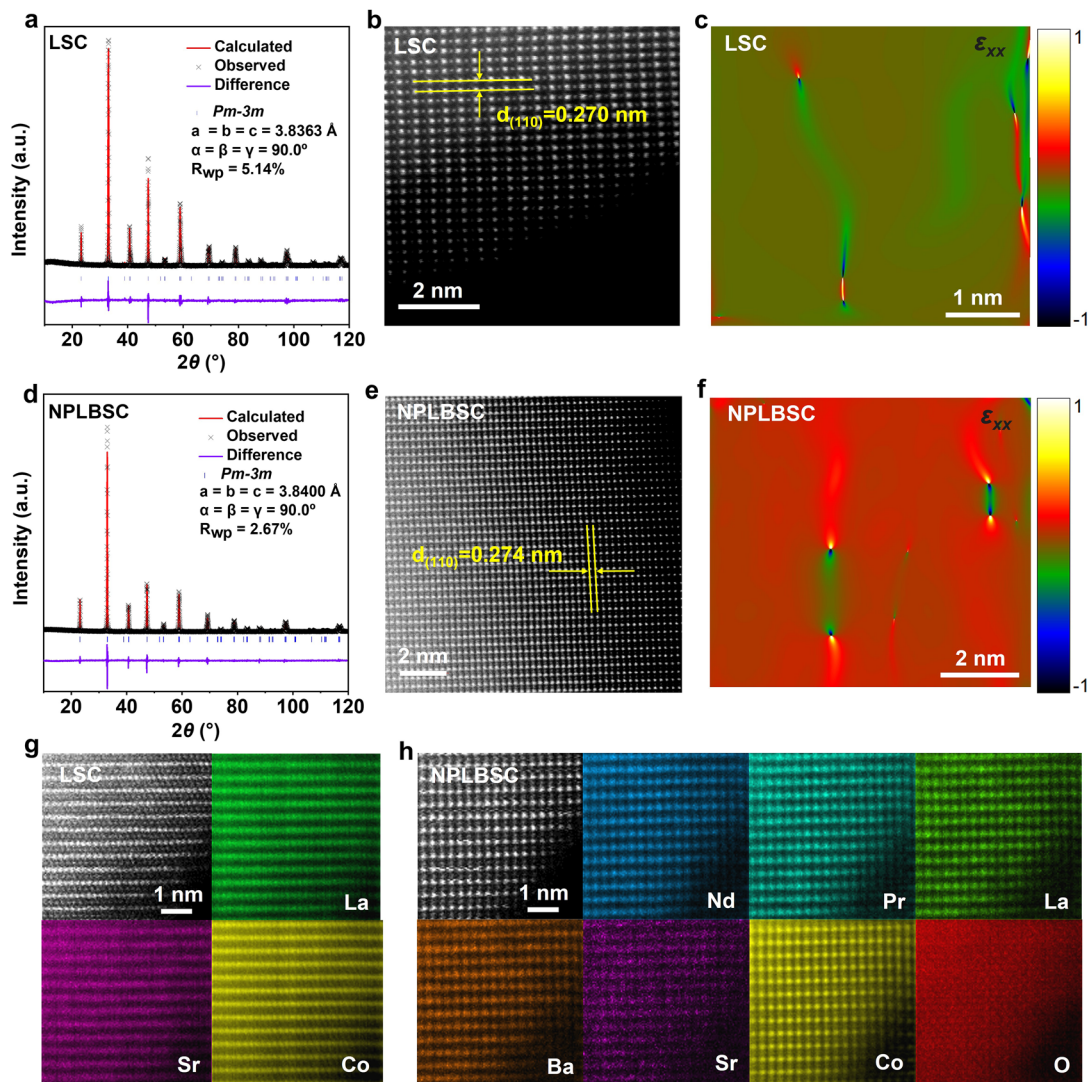 a
LSC
Calculated
Observed
Difference
Pm-3m
a = b = c = 3.8363 Å
α = β = γ = 90.0º
Rwp = 5.14%
Intensity (a.u.)
20 40 60 80 100 120
2θ (°)
b
LSC
d(110)=0.270 nm
2 nm
c
LSC
εxx
1
-1
1 nm
d
NPLBSC
Calculated
Observed
Difference
Pm-3m
a = b = c = 3.8400 Å
α = β = γ = 90.0º
Rwp = 2.67%
Intensity (a.u.)
20 40 60 80 100 120
2θ (°)
e
NPLBSC
d(110)=0.274 nm
2 nm
f
NPLBSC
εxx
1
-1
2 nm
g
LSC
1 nm
La
Sr
Co
h
NPLBSC
1 nm
Nd
Pr
La
Ba
Sr
Co
O